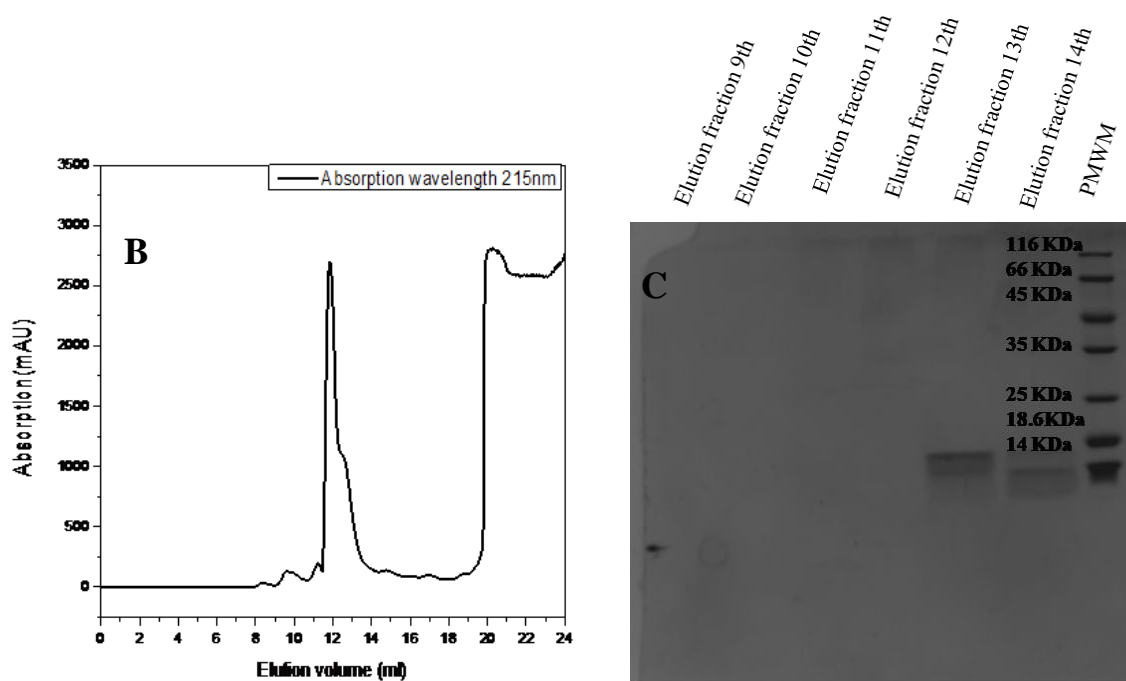 3500
3000
2500
2000
1500
1000
500
0
Absorption (mAU)
Absorption wavelength 215nm
B
0 2 4 6 8 10 12 14 16 18 20 22 24
Elution volume (ml)
Elution fraction 9th
Elution fraction 10th
Elution fraction 11th
Elution fraction 12th
Elution fraction 13th
Elution fraction 14th
PMWM
C
116 KDa
66 KDa
45 KDa
35 KDa
25 KDa
18.6KDa
14 KDa